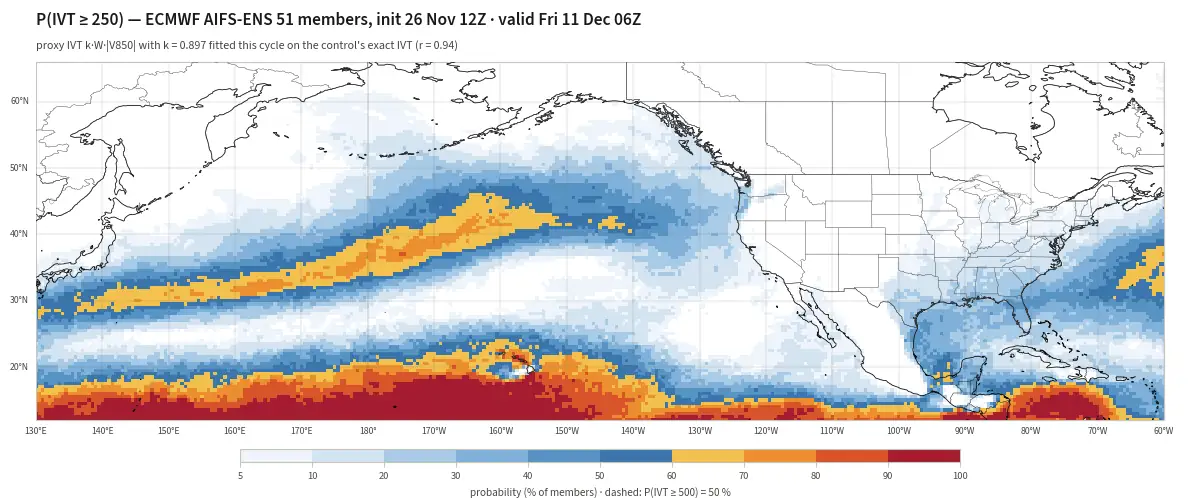 P(IVT ≥ 250) — ECMWF AIFS-ENS 51 members, init 26 Nov 12Z · valid Fri 11 Dec 06Z
proxy IVT k·W·|V850| with k = 0.897 fitted this cycle on the control's exact IVT (r = 0.94)
60°N
50°N
40°N
30°N
20°N
130°E 140°E 150°E 160°E 170°E 180° 170°W 160°W 150°W 140°W 130°W 120°W 110°W 100°W 90°W 80°W 70°W 60°W
5 10 20 30 40 50 60 70 80 90 100
probability (% of members) · dashed: P(IVT ≥ 500) = 50 %